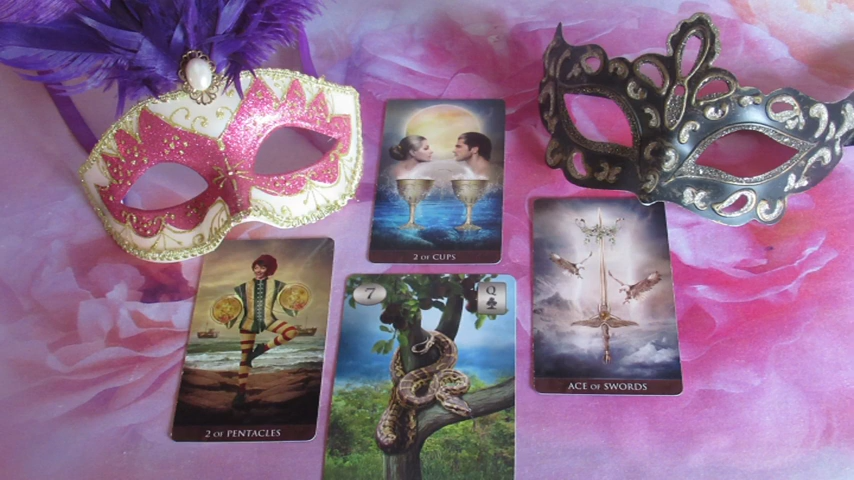 2 OF CUPS
7
Q
ACE OF SWORDS
2 OF PENTACLES